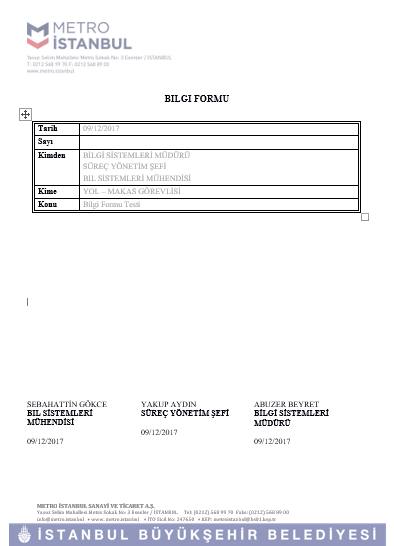 METRO
İSTANBUL
Yavuz Selim Mahallesi Metro Sokak No: 3 Esenler / İSTANBUL
T: 0212 568 99 70 F: 0212 568 89 00
www.metro.istanbul
BILGI FORMU
Tarih 09/12/2017
Sayı
Kimden BİLGİ SİSTEMLERİ MÜDÜRÜ
SÜREÇ YÖNETİM ŞEFİ
BIL SİSTEMLERİ MÜHENDİSİ
Kime YOL – MAKAS GÖREVLİSİ
Konu Bilgi Formu Testi
SEBAHATTİN GÖKCE YAKUP AYDIN ABUZER BEYRET
BIL SİSTEMLERİ SÜREÇ YÖNETİM ŞEFİ BİLGİ SİSTEMLERİ
MÜHENDİSİ MÜDÜRÜ
09/12/2017 09/12/2017 09/12/2017
METRO İSTANBUL SANAYİ VE TİCARET A.Ş.
Yavuz Selim Mahallesi Metro Sokak No: 3 Esenler / İSTANBUL Tel: (0212) 568 99 70 Faks: (0212) 568 89 00
info@metro.istanbul • www.metro.istanbul • İTO Sicil No: 247650 • KEP: metroistanbul@hs01.kep.tr
İSTANBUL BÜYÜKŞEHİR BELEDİYESİ